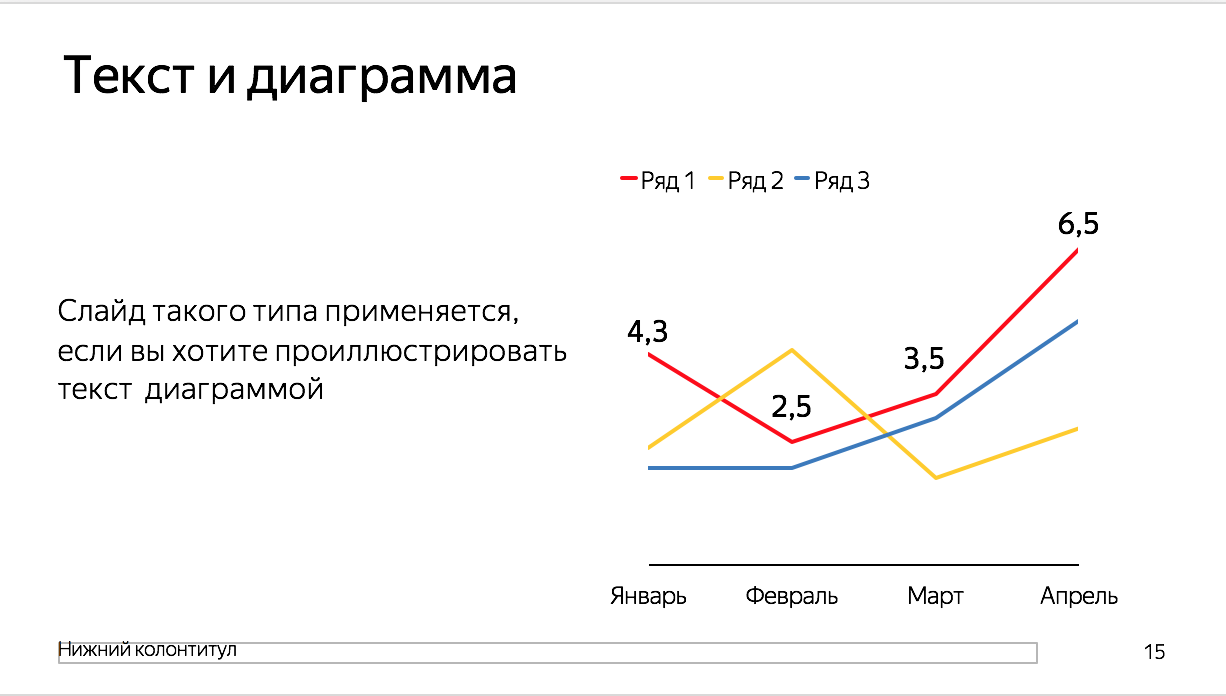 Текст и диаграмма
Слайд такого типа применяется,
если вы хотите проиллюстрировать
текст диаграммой
Ряд 1 Ряд 2 Ряд 3
6,5
4,3
3,5
2,5
Январь Февраль Март Апрель
Нижний колонтитул
15